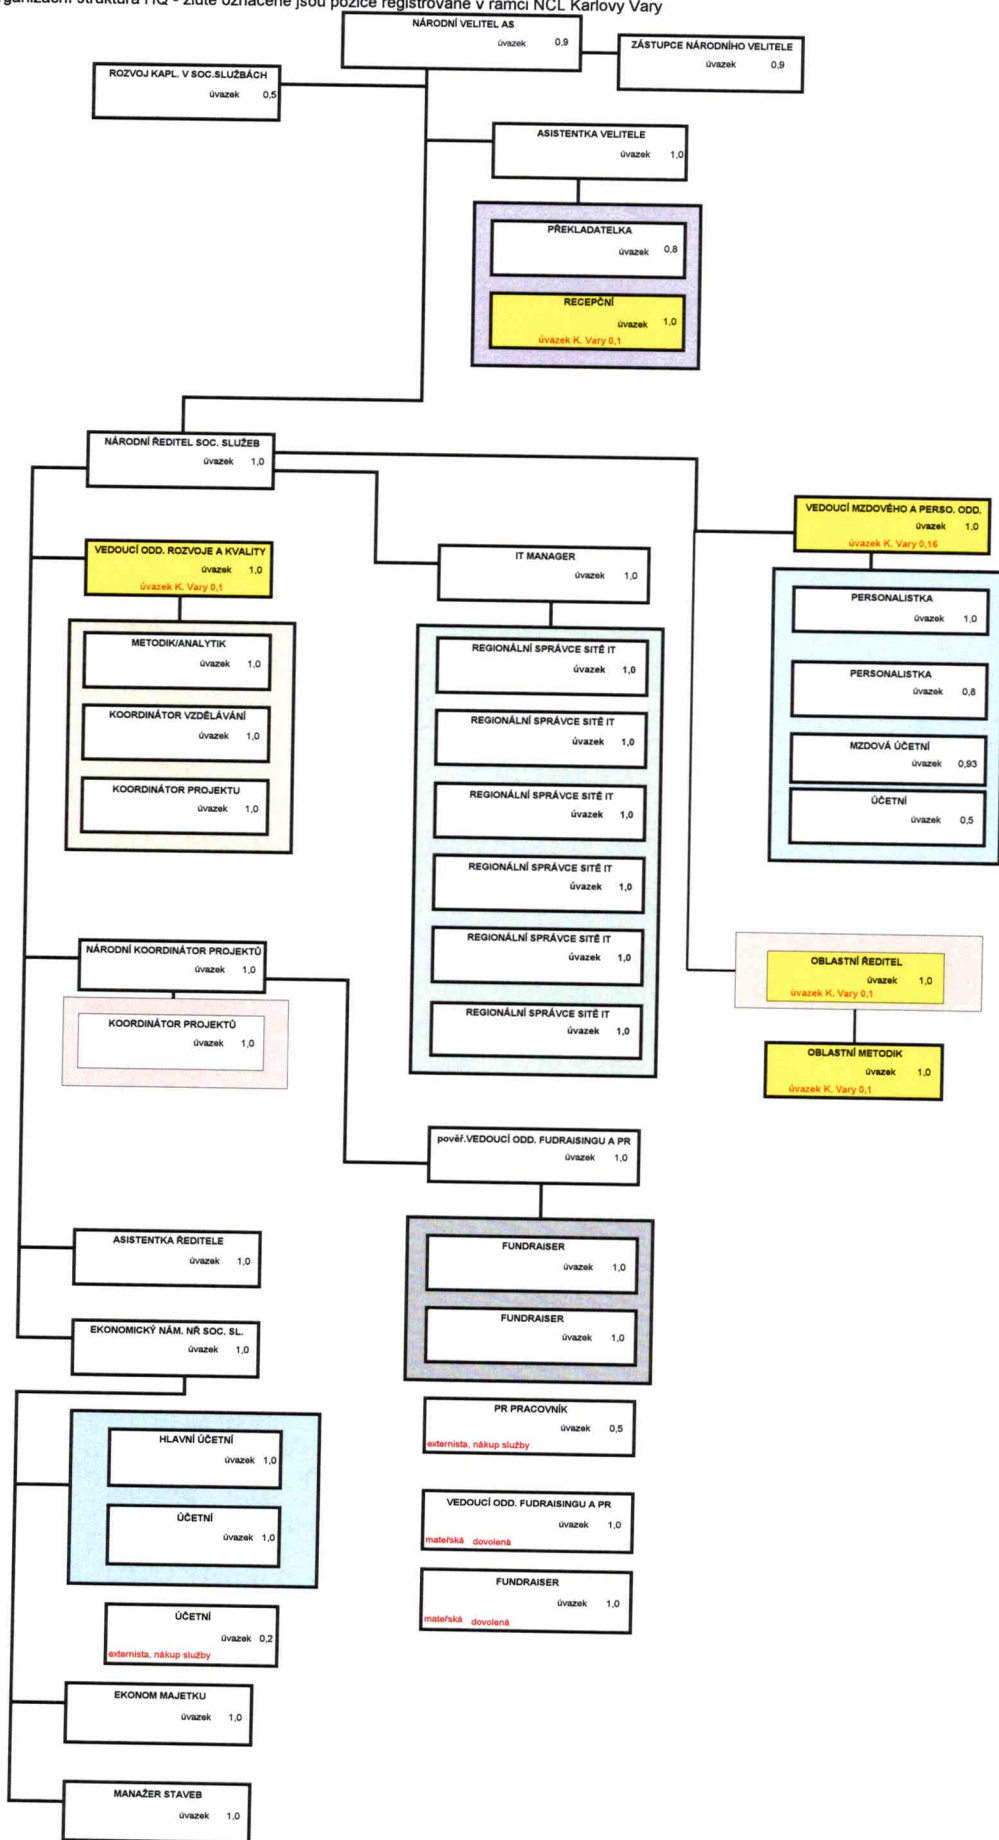 rganizační struktura HQ - žlutě označené jsou pozice registrované v rámci NCL Karlovy Vary
NÁRODNÍ VELITEL AS
úvazek 0,9
ZÁSTUPCE NÁRODNÍHO VELITELE
úvazek 0,9
ROZVOJ KAPL. V SOC.SLUŽBÁCH
úvazek 0,5
ASISTENTKA VELITELE
úvazek 1,0
PŘEKLADATELKA
úvazek 0,8
RECEPČNÍ
úvazek 1,0
úvazek K. Vary 0,1
NÁRODNÍ ŘEDITEL SOC. SLUŽEB
úvazek 1,0
VEDOUCÍ MZDOVÉHO A PERSO. ODD.
úvazek 1,0
úvazek K. Vary 0,16
PERSONALISTKA
úvazek 1,0
PERSONALISTKA
úvazek 0,8
MZDOVÁ ÚČETNÍ
úvazek 0,93
ÚČETNÍ
úvazek 0,5
VEDOUCÍ ODD. ROZVOJE A KVALITY
úvazek 1,0
úvazek K. Vary 0,1
METODIK/ANALYTIK
úvazek 1,0
KOORDINÁTOR VZDĚLÁVÁNÍ
úvazek 1,0
KOORDINÁTOR PROJEKTU
úvazek 1,0
IT MANAGER
úvazek 1,0
REGIONÁLNÍ SPRÁVCE SITĚ IT
úvazek 1,0
REGIONÁLNÍ SPRÁVCE SITĚ IT
úvazek 1,0
REGIONÁLNÍ SPRÁVCE SITĚ IT
úvazek 1,0
REGIONÁLNÍ SPRÁVCE SITĚ IT
úvazek 1,0
REGIONÁLNÍ SPRÁVCE SITĚ IT
úvazek 1,0
REGIONÁLNÍ SPRÁVCE SITĚ IT
úvazek 1,0
OBLASTNÍ ŘEDITEL
úvazek 1,0
úvazek K. Vary 0,1
OBLASTNÍ METODIK
úvazek 1,0
úvazek K. Vary 0,1
NÁRODNÍ KOORDINÁTOR PROJEKTŮ
úvazek 1,0
KOORDINÁTOR PROJEKTŮ
úvazek 1,0
pověř.VEDOUCÍ ODD. FUDRAISINGU A PR
úvazek 1,0
FUNDRAISER
úvazek 1,0
FUNDRAISER
úvazek 1,0
PR PRACOVNÍK
úvazek 0,5
externista, nákup služby
VEDOUCÍ ODD. FUDRAISINGU A PR
úvazek 1,0
mateřská dovolená
FUNDRAISER
úvazek 1,0
mateřská dovolená
ASISTENTKA ŘEDITELE
úvazek 1,0
EKONOMICKÝ NÁM. NŘ SOC. SL.
úvazek 1,0
HLAVNÍ ÚČETNÍ
úvazek 1,0
ÚČETNÍ
úvazek 1,0
ÚČETNÍ
úvazek 0,2
externista, nákup služby
EKONOM MAJETKU
úvazek 1,0
MANAŽER STAVEB
úvazek 1,0